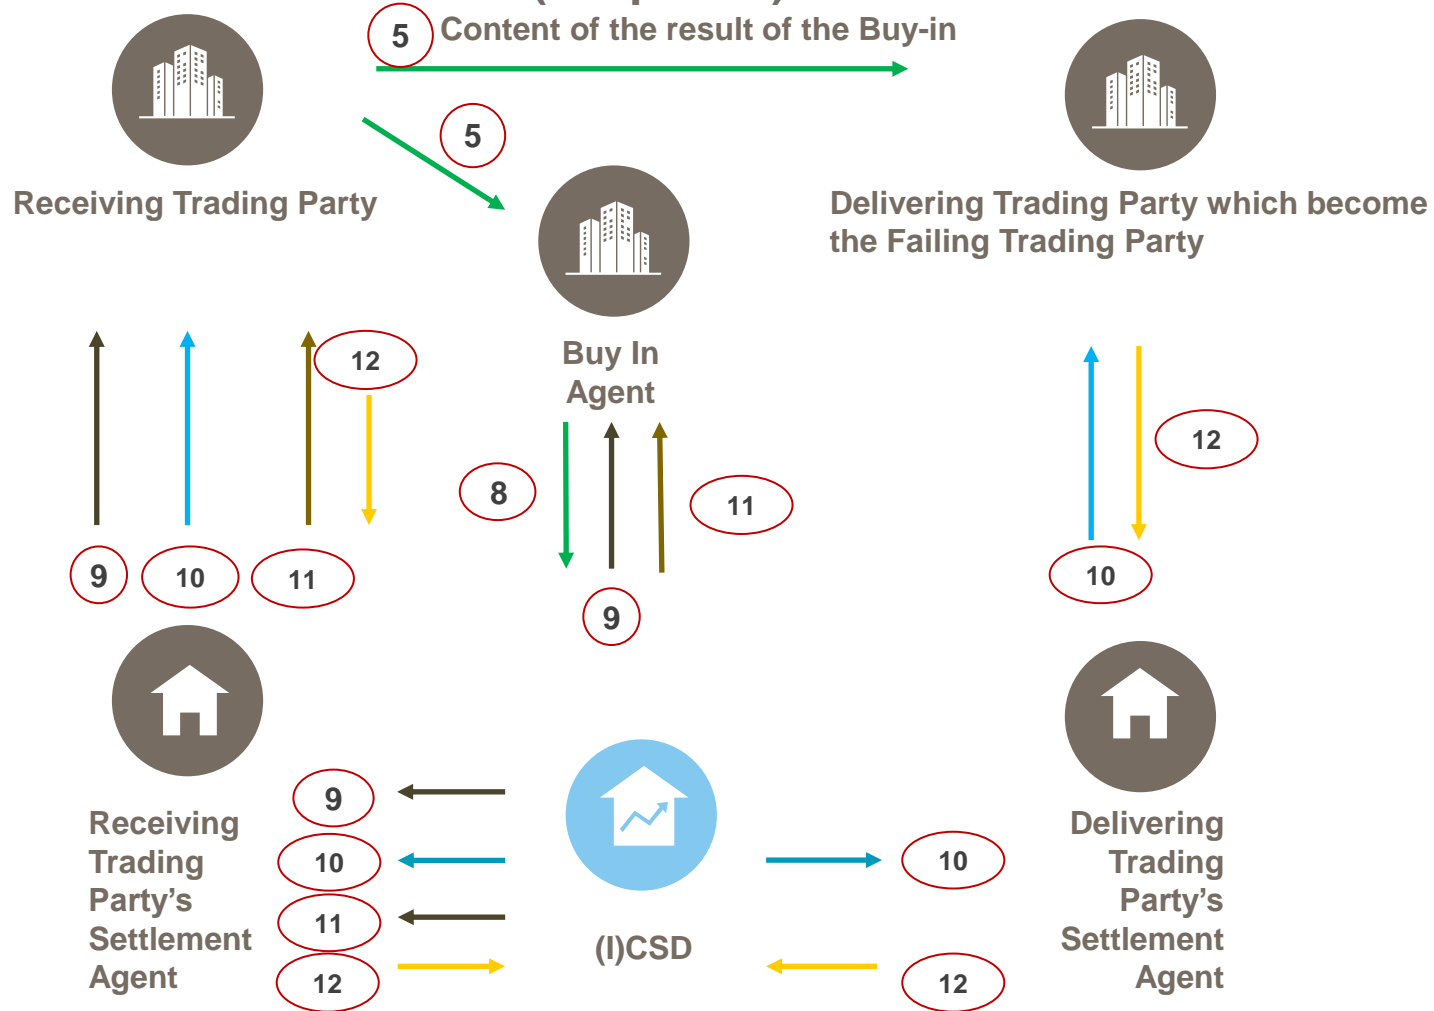 5 Content of the result of the Buy-in
5
Receiving Trading Party
Delivering Trading Party which become
the Failing Trading Party
Buy In
Agent
12
12
8
11
9
10
11
9
10
Receiving
Trading
Party’s
Settlement
Agent
9
10
11
12
(I)CSD
10
12
Delivering
Trading
Party’s
Settlement
Agent